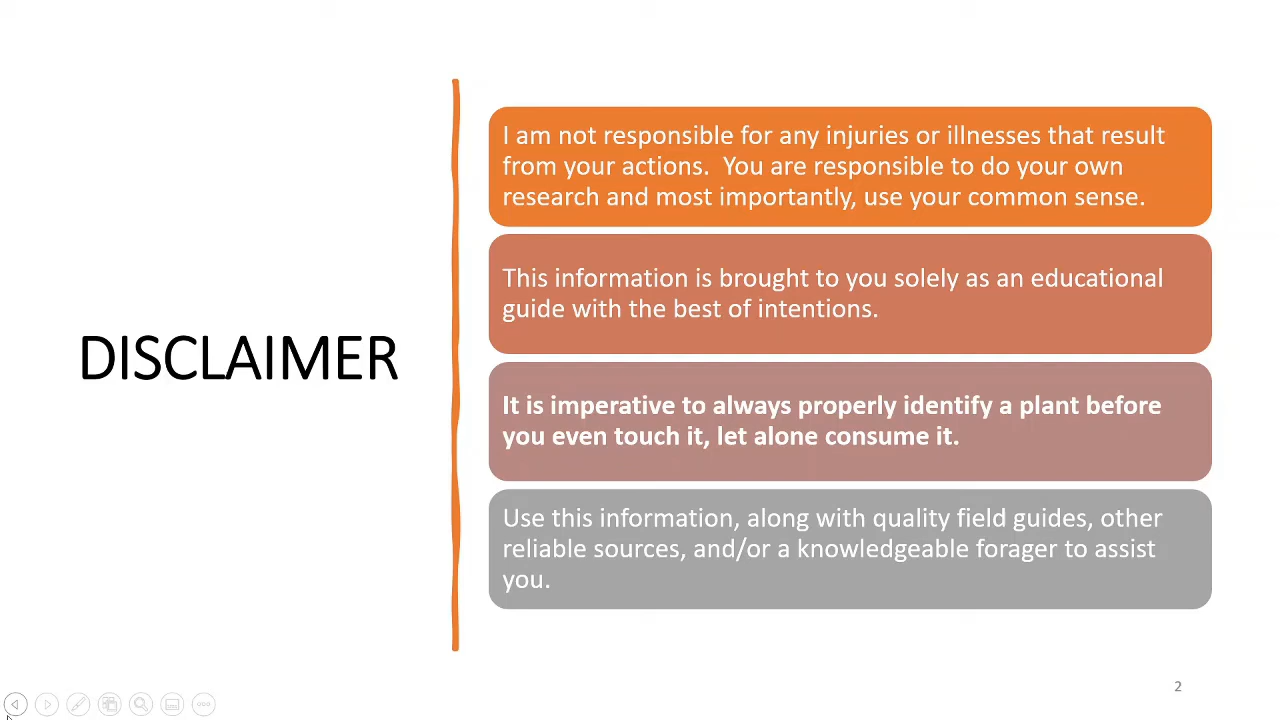 DISCLAIMER
I am not responsible for any injuries or illnesses that result
from your actions.  You are responsible to do your own
research and most importantly, use your common sense.
This information is brought to you solely as an educational
guide with the best of intentions.
It is imperative to always properly identify a plant before
you even touch it, let alone consume it.
Use this information, along with quality field guides, other
reliable sources, and/or a knowledgeable forager to assist
you.
2